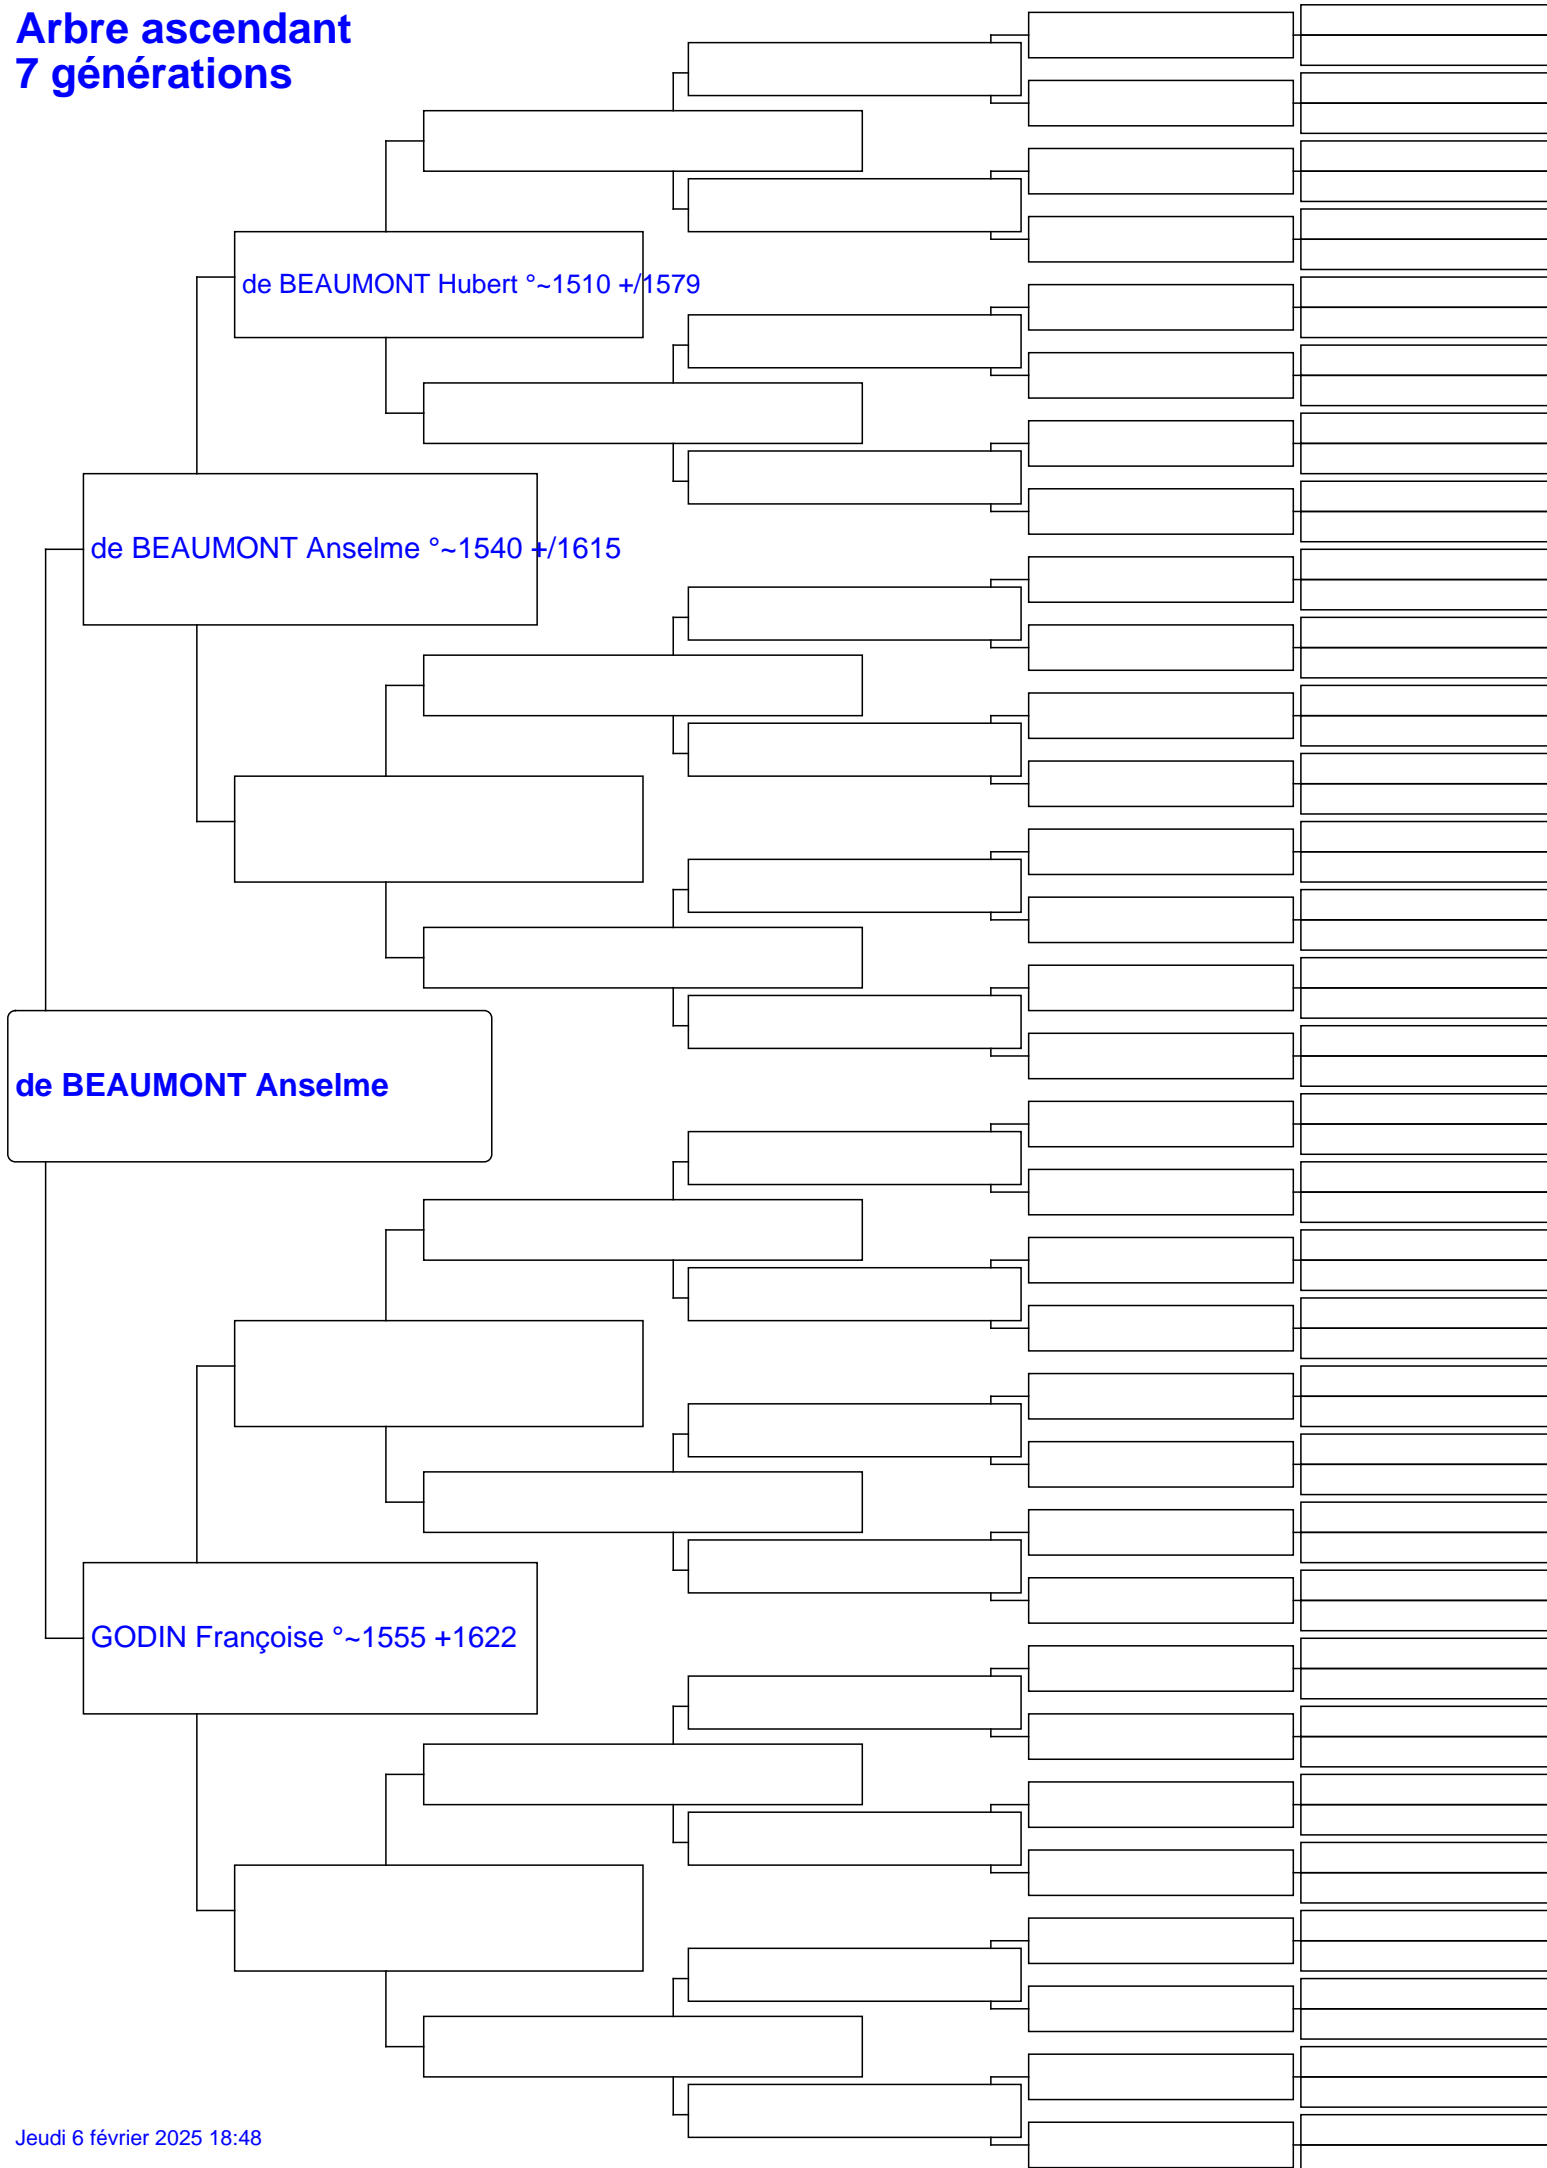 Arbre ascendant
7 générations
de BEAUMONT Hubert °~1510 +/1579
de BEAUMONT Anselme °~1540 +/1615
de BEAUMONT Anselme
GODIN Françoise °~1555 +1622
Jeudi 6 février 2025 18:48